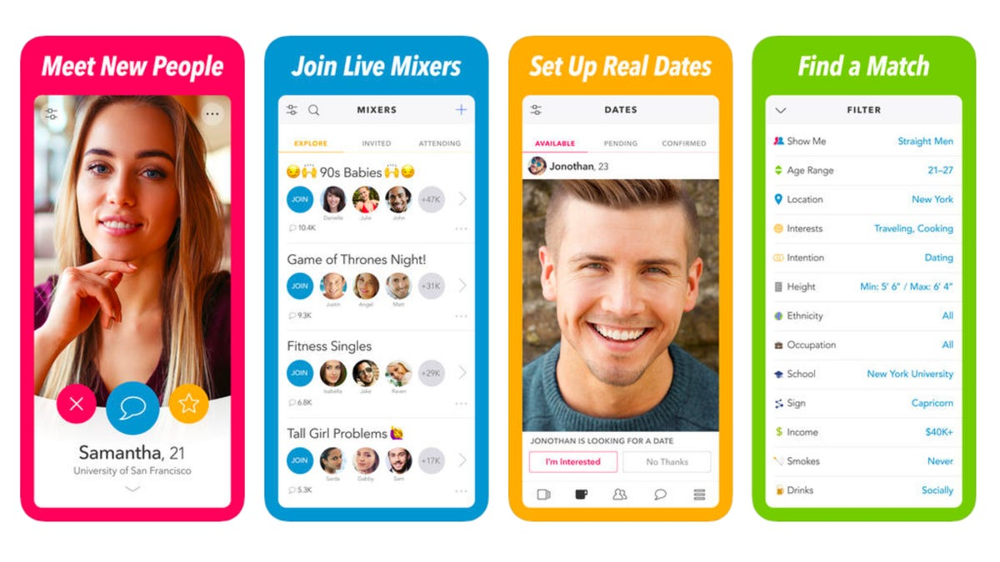 Meet New People
Samantha, 21
University of San Francisco
Join Live Mixers
MIXERS
EXPLORE INVITED ATTENDING
😏🙌 90s Babies 🙌😏
JOIN +47K
Danielle Julie John
10.4K
Game of Thrones Night!
JOIN +31K
Justin Angel Matt
9.3K
Fitness Singles
JOIN +29K
Isabella Jake Raven
6.8K
Tall Girl Problems 🙋
JOIN +17K
Sarda Gabby Sam
5.3K
Set Up Real Dates
DATES
AVAILABLE PENDING CONFIRMED
Jonothan, 23
JONOTHAN IS LOOKING FOR A DATE
I'm Interested No Thanks
Find a Match
FILTER
Show Me Straight Men
Age Range 21–27
Location New York
Interests Traveling, Cooking
Intention Dating
Height Min: 5' 6" / Max: 6' 4"
Ethnicity All
Occupation All
School New York University
Sign Capricorn
Income $40K+
Smokes Never
Drinks Socially